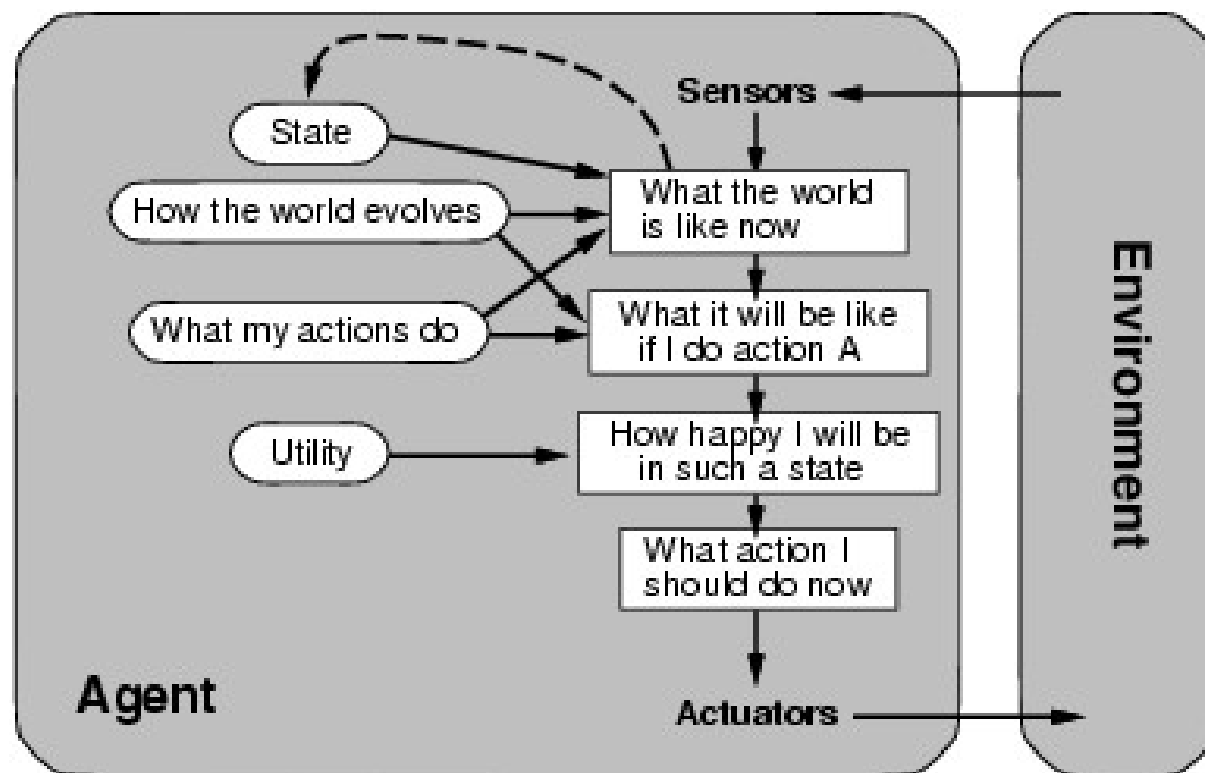 Sensors
State
What the world
is like now
How the world evolves
What it will be like
if I do action A
What my actions do
How happy I will be
in such a state
Utility
What action I
should do now
Agent
Actuators
Environment